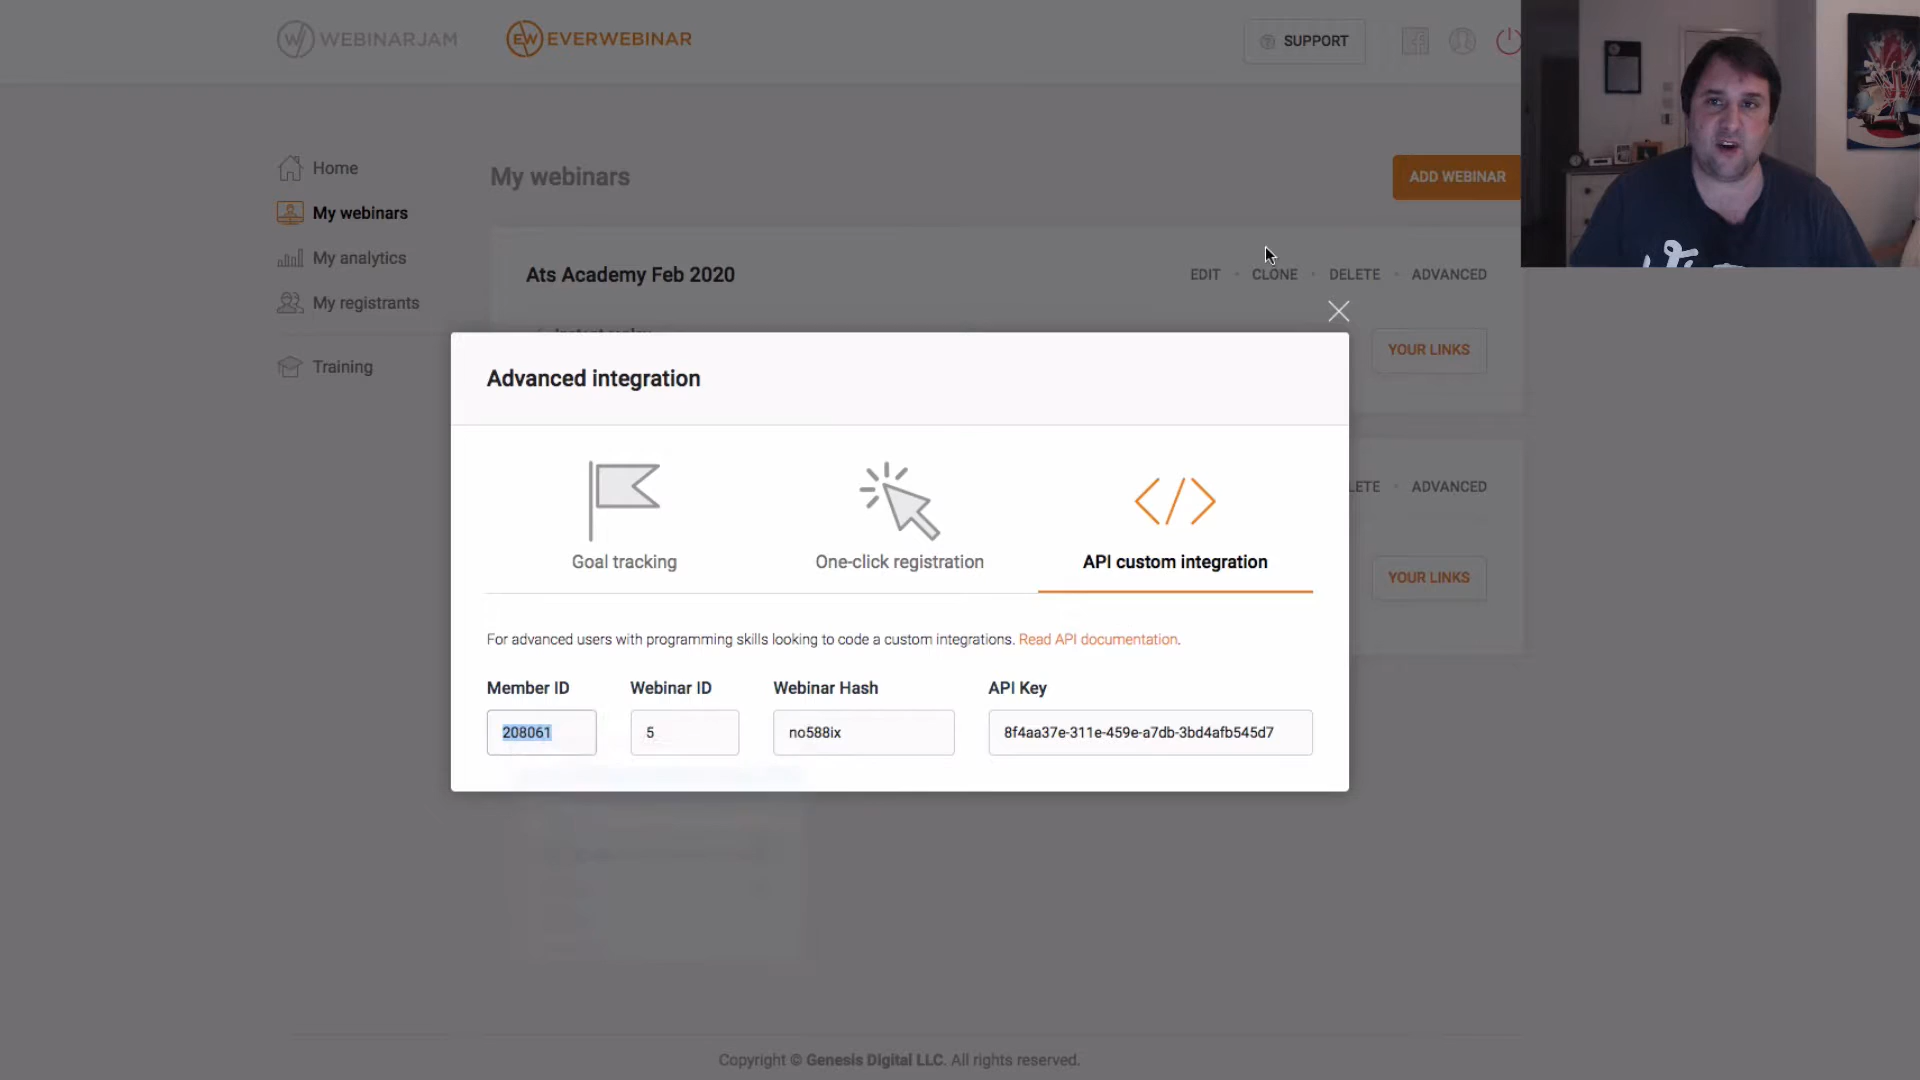 WEBINARJAM
EW EVERWEBINAR
SUPPORT
Home
My webinars
My analytics
My registrants
Training
My webinars
ADD WEBINAR
Ats Academy Feb 2020
EDIT • CLONE • DELETE • ADVANCED
Instant replay
YOUR LINKS
LETE • ADVANCED
YOUR LINKS
Advanced integration
Goal tracking
One-click registration
API custom integration
For advanced users with programming skills looking to code a custom integrations. Read API documentation.
Member ID
Webinar ID
Webinar Hash
API Key
208061
5
no588ix
8f4aa37e-311e-459e-a7db-3bd4afb545d7
Copyright © Genesis Digital LLC. All rights reserved.